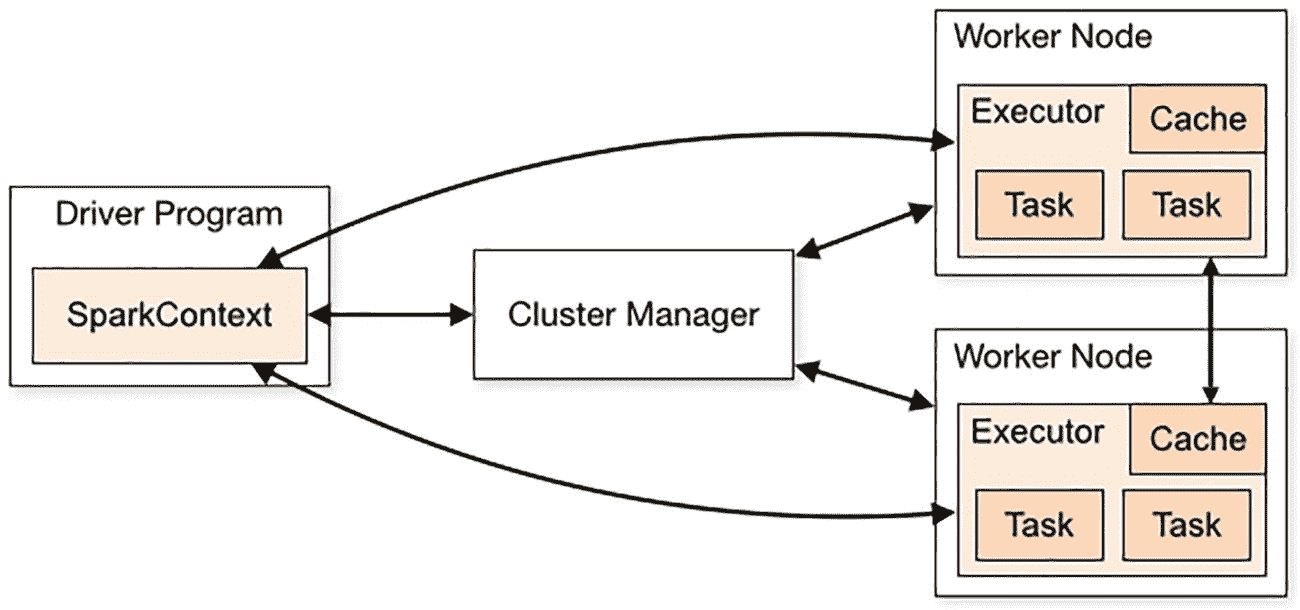 Driver Program
SparkContext
Cluster Manager
Worker Node
Executor
Cache
Task
Task
Worker Node
Executor
Cache
Task
Task